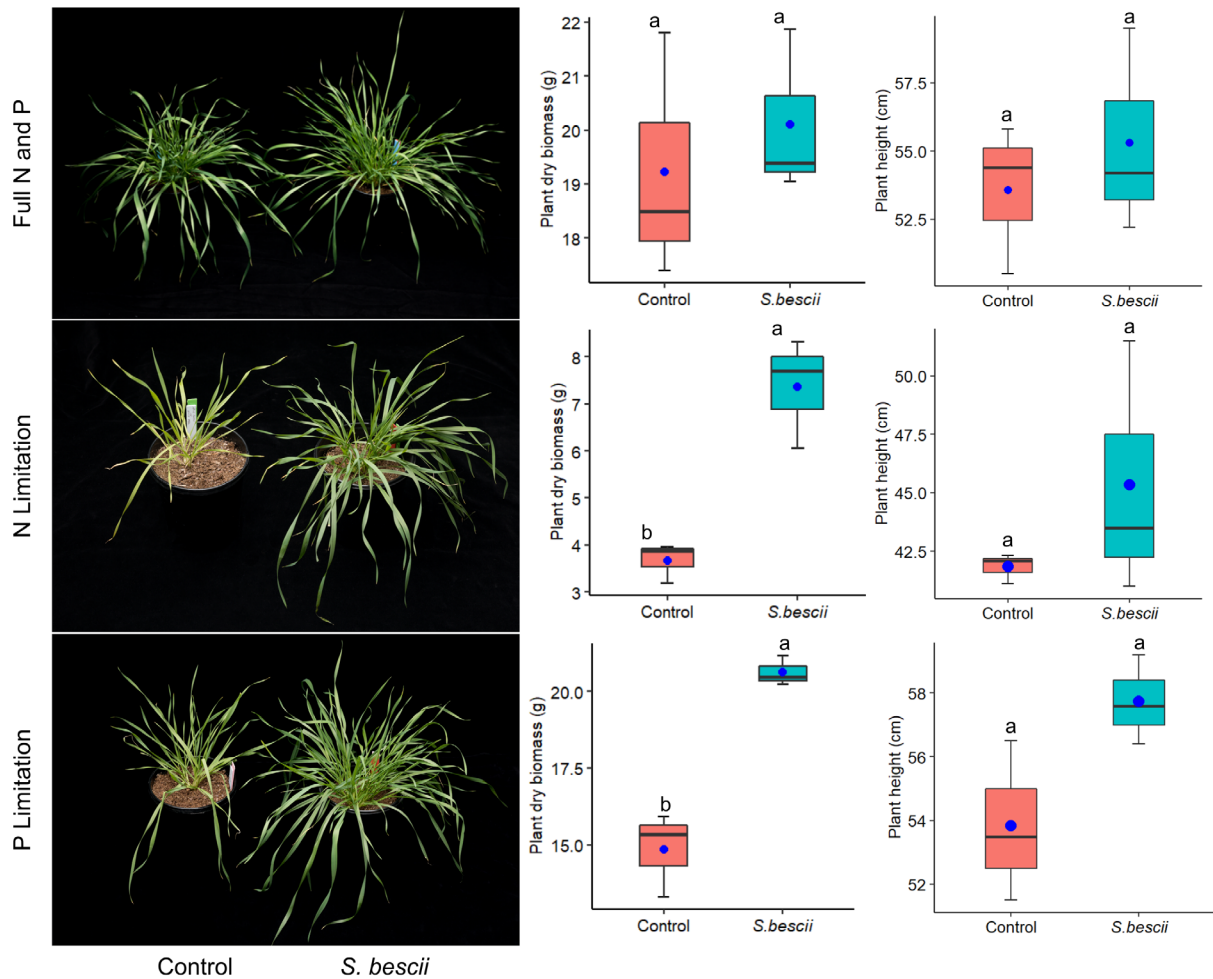 Full N and P
Plant dry biomass (g)
22
21
20
19
18
a
a
Control
S.bescii
Plant height (cm)
57.5
55.0
52.5
a
a
Control
S.bescii
N Limitation
Plant dry biomass (g)
8
7
6
5
4
3
b
a
Control
S.bescii
Plant height (cm)
50.0
47.5
45.0
42.5
a
a
Control
S.bescii
P Limitation
Plant dry biomass (g)
20.0
17.5
15.0
b
a
Control
S.bescii
Plant height (cm)
58
56
54
52
a
a
Control
S.bescii
Control
S. bescii